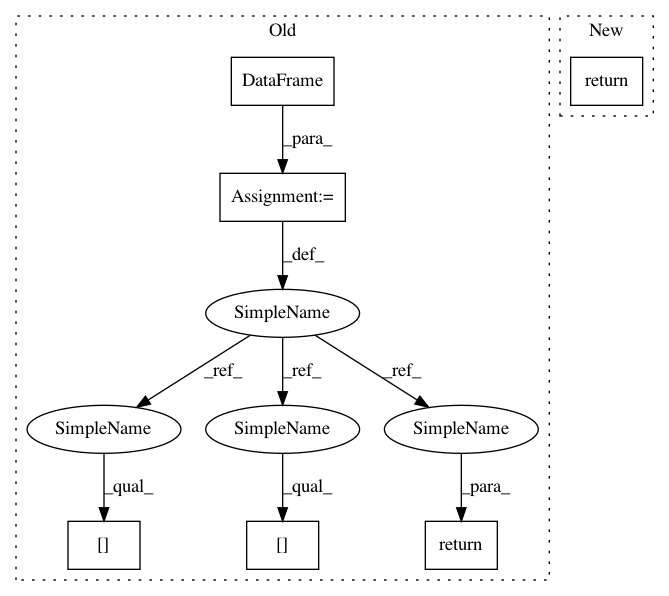 Old
New
DataFrame
return
_para_
Assignment:=
_def_
SimpleName
_ref_
_ref_
_ref_
SimpleName
SimpleName
SimpleName
_qual_
_qual_
_para_
[]
[]
return